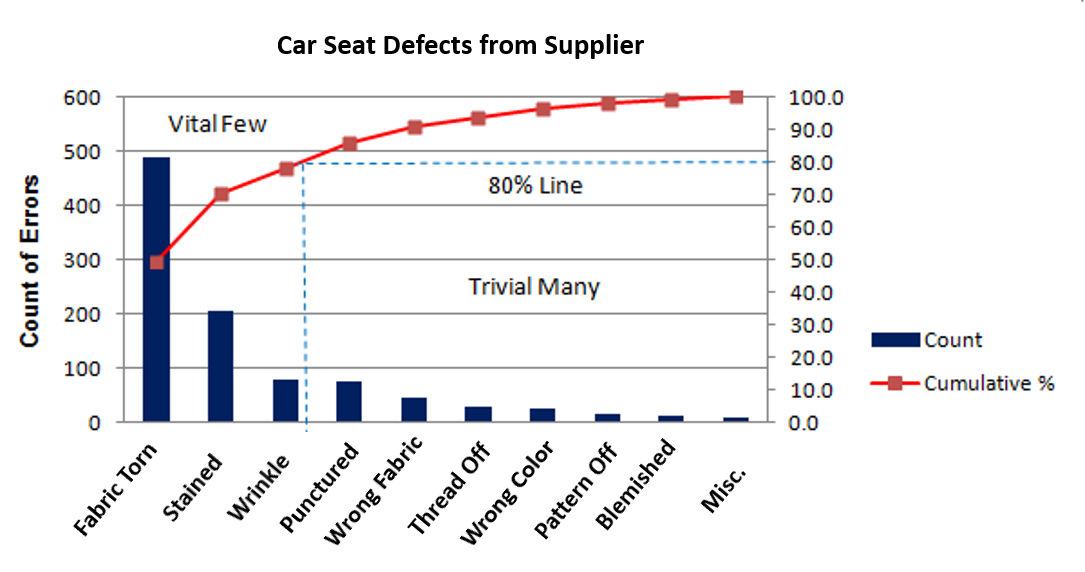 Car Seat Defects from Supplier
Count of Errors
600
500
400
300
200
100
0
Vital Few
80% Line
Trivial Many
100.0
90.0
80.0
70.0
60.0
50.0
40.0
30.0
20.0
10.0
0.0
Count
Cumulative %
Fabric Torn
Stained
Wrinkle
Punctured
Wrong Fabric
Thread Off
Wrong Color
Pattern Off
Blemished
Misc.